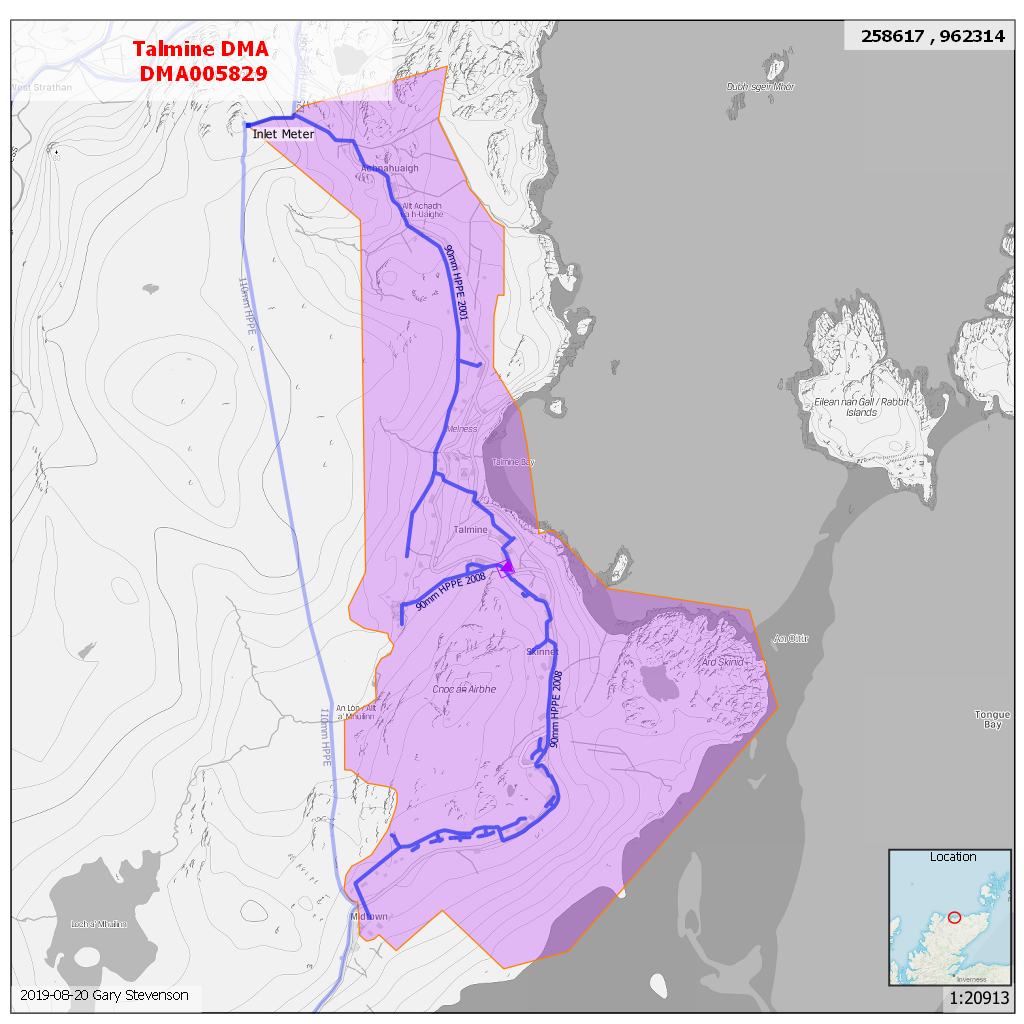 Talmine DMA
DMA005829
258617 , 962314
West Strathan
Dubh-sgeir Mhòr
Inlet Meter
Achnahuaigh
Allt Achadh
na h-Uaighe
90mm HPPE 2001
110mm HPPE
Eilean nan Gall / Rabbit
Islands
Melness
Talmine Bay
Talmine
90mm HPPE 2008
Skinnet
An Oitir
Ard Skinid
Cnoc an Airbhe
90mm HPPE 2008
An Lòn / Allt
a' Mhuilinn
110mm HPPE
Tongue
Bay
Location
Inverness
Loch a' Mhuilinn
Midtown
2019-08-20 Gary Stevenson
1:20913